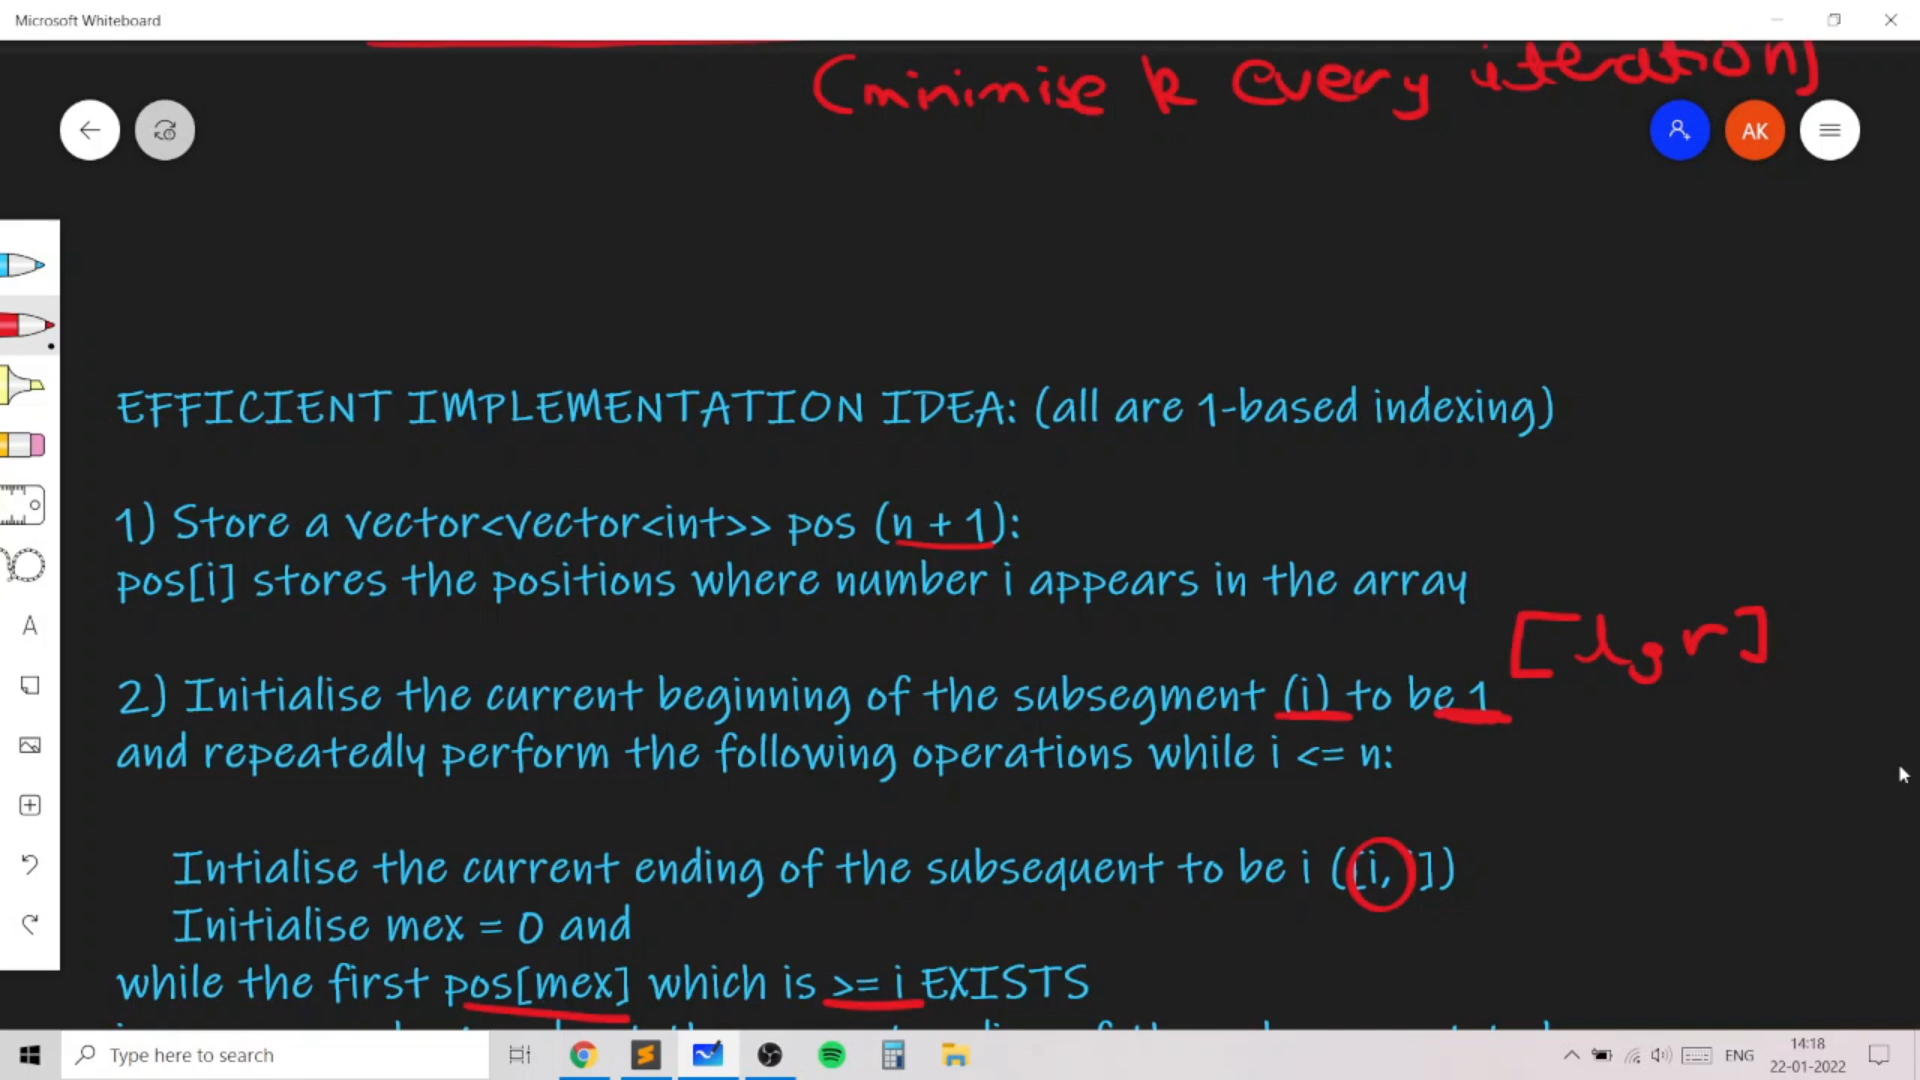 Microsoft Whiteboard
(minimise k every iteration)
AK
EFFICIENT IMPLEMENTATION IDEA: (all are 1-based indexing)
1) Store a vector<vector<int>> pos (n + 1):
pos[i] stores the positions where number i appears in the array
[l, r]
2) Initialise the current beginning of the subsegment (i) to be 1
and repeatedly perform the following operations while i <= n:
Intialise the current ending of the subsequent to be i ([i, ])
Initialise mex = 0 and
while the first pos[mex] which is >= i EXISTS
A
Type here to search
ENG
14:18
22-01-2022